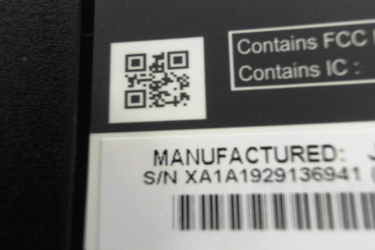 Contains FCC
Contains IC :
MANUFACTURED:
S/N XA1A1929136941